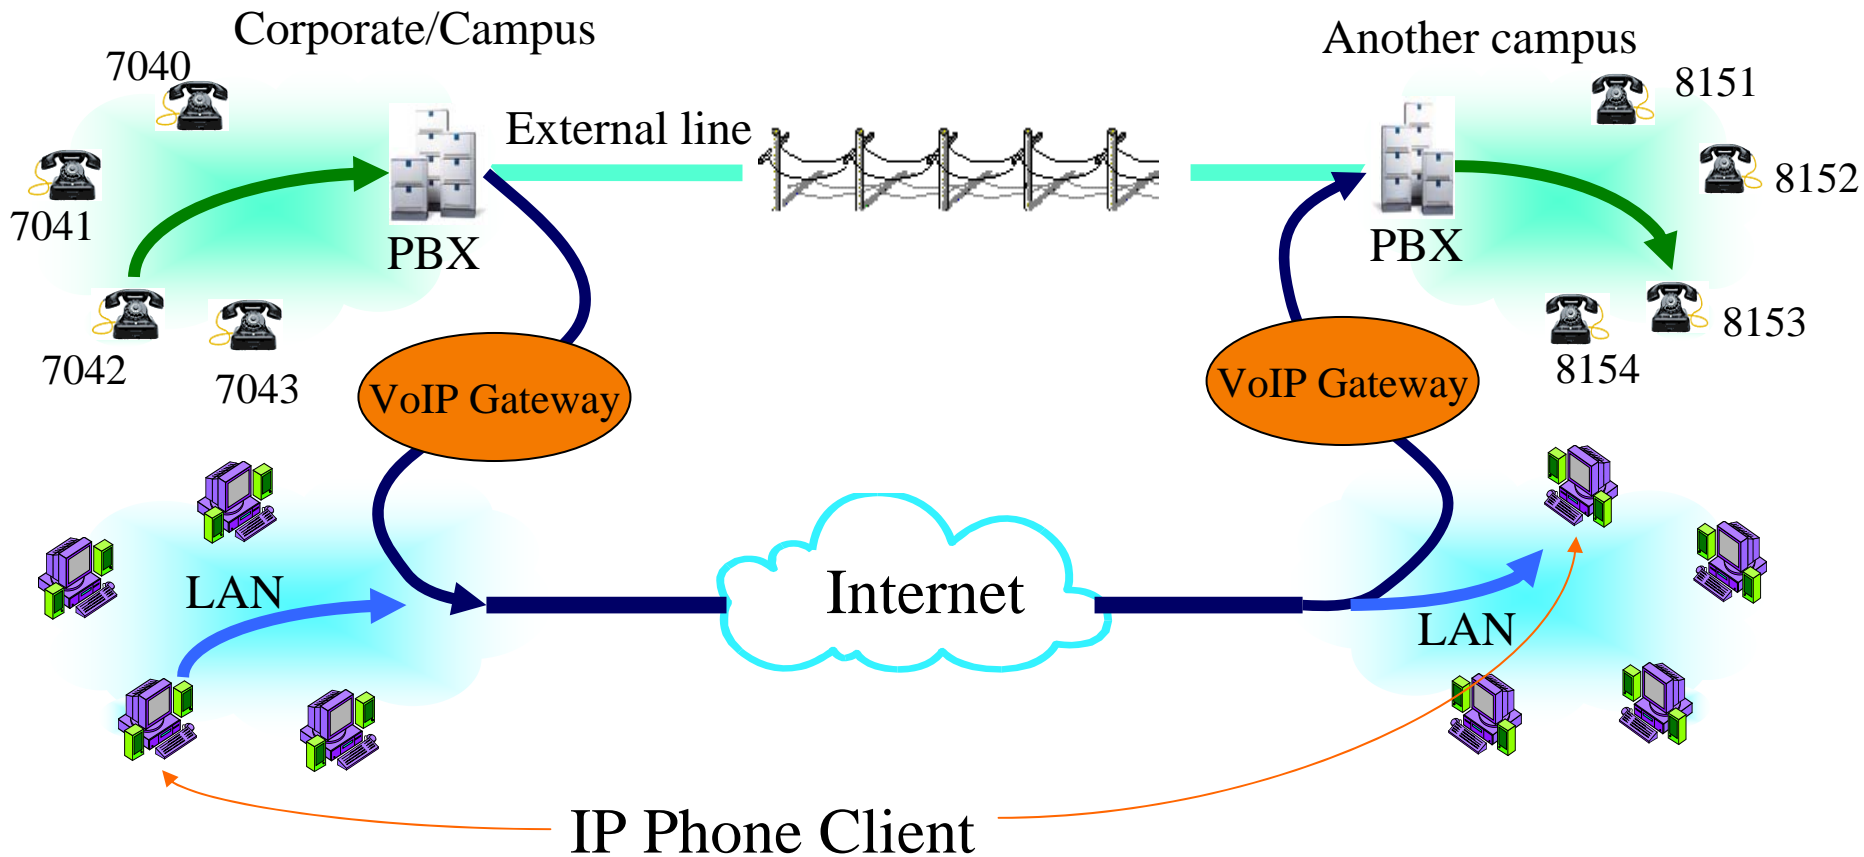 Corporate/Campus
Another campus
7040
8151
External line
8152
7041
PBX
PBX
8153
7042
7043
8154
VoIP Gateway
VoIP Gateway
LAN
Internet
LAN
IP Phone Client